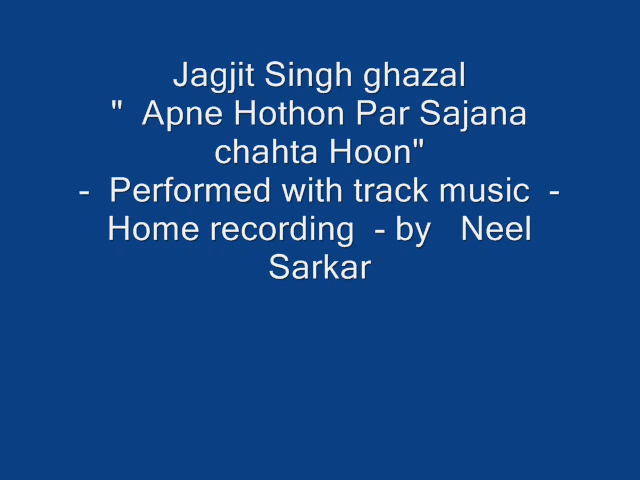 Jagjit Singh ghazal
"  Apne Hothon Par Sajana
chahta Hoon"
-  Performed with track music  -
Home recording  - by   Neel
Sarkar